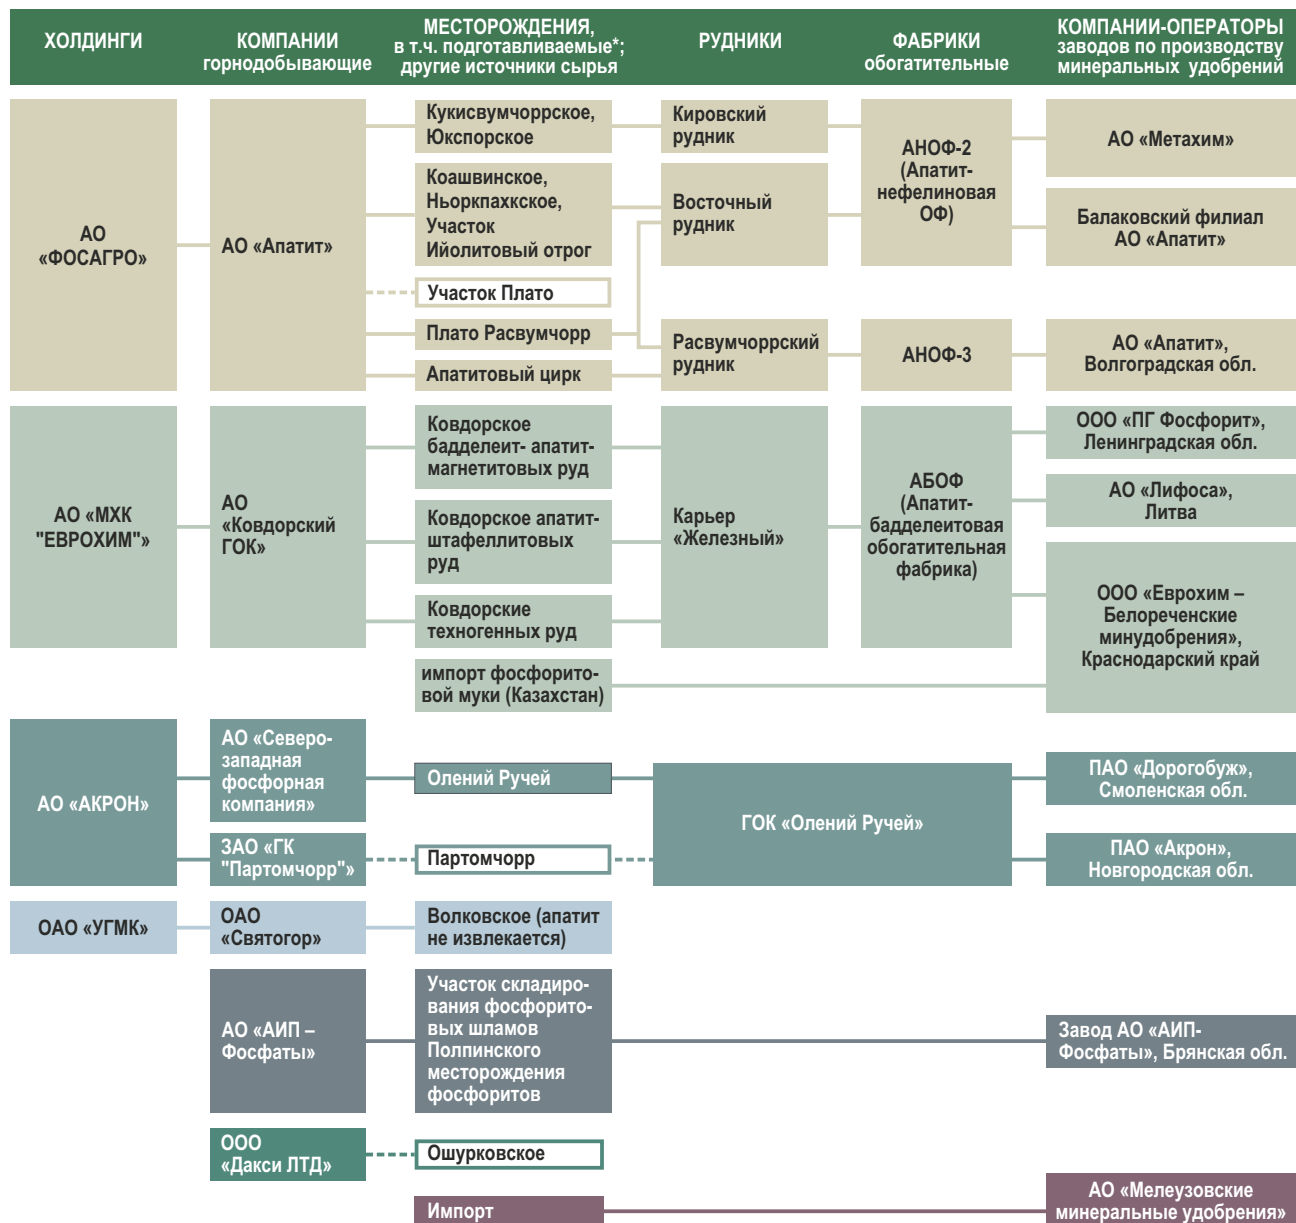 ХОЛДИНГИ
КОМПАНИИ
горнодобывающие
МЕСТОРОЖДЕНИЯ,
в т.ч. подготавливаемые*;
другие источники сырья
РУДНИКИ
ФАБРИКИ
обогатительные
КОМПАНИИ-ОПЕРАТОРЫ
заводов по производству
минеральных удобрений
АО
«ФОСАГРО»
АО «Апатит»
Кукисвумчоррское,
Юкспорское
Коашвинское,
Ньоркпахкское,
Участок
Ийолитовый отрог
Участок Плато
Плато Расвумчорр
Апатитовый цирк
Кировский
рудник
Восточный
рудник
Расвумчоррский
рудник
АНОФ-2
(Апатит-
нефелиновая
ОФ)
АНОФ-3
АО «Метахим»
Балаковский филиал
АО «Апатит»
АО «Апатит»,
Волгоградская обл.
АО «МХК
"ЕВРОХИМ"»
АО
«Ковдорский
ГОК»
Ковдорское
бадделеит- апатит-
магнетитовых руд
Ковдорское апатит-
штафеллитовых
руд
Ковдорские
техногенных руд
импорт фосфорито-
вой муки (Казахстан)
Карьер
«Железный»
АБОФ
(Апатит-
бадделеитовая
обогатительная
фабрика)
ООО «ПГ Фосфорит»,
Ленинградская обл.
АО «Лифоса»,
Литва
ООО «Еврохим –
Белореченские
минудобрения»,
Краснодарский край
АО «АКРОН»
АО «Северо-
западная
фосфорная
компания»
ЗАО «ГК
"Партомчорр"»
Олений Ручей
Партомчорр
ГОК «Олений Ручей»
ПАО «Дорогобуж»,
Смоленская обл.
ПАО «Акрон»,
Новгородская обл.
ОАО «УГМК»
ОАО
«Святогор»
Волковское (апатит
не извлекается)
АО «АИП –
Фосфаты»
Участок складиро-
вания фосфорито-
вых шламов
Полпинского
месторождения
фосфоритов
Завод АО «АИП-
Фосфаты», Брянская обл.
ООО
«Дакси ЛТД»
Ошурковское
Импорт
АО «Мелеузовские
минеральные удобрения»